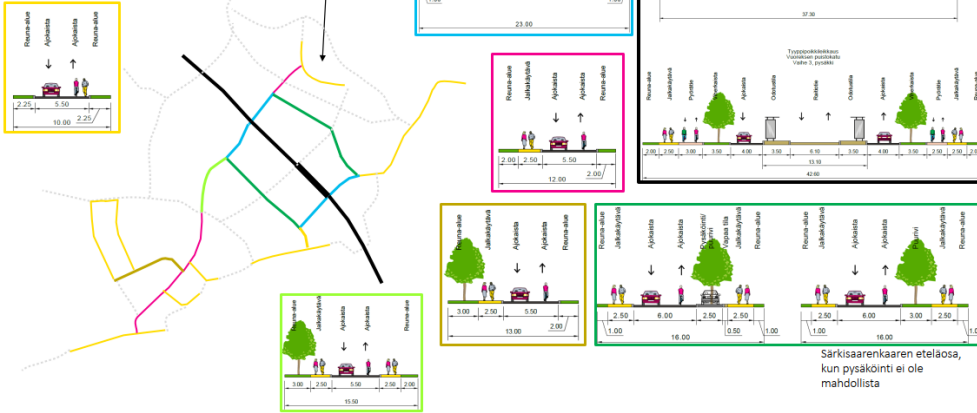 Reuna-alue
Ajokaista
Ajokaista
Reuna-alue
2.25
5.50
2.25
10.00
1.00
1.00
23.00
37.50
Tyyppipoikkileikkaus
Vuoreksen puistokatu
Vaihe 3, pysäkki
Reuna-alue
Jalkakäytävä
Pyörätie
Ajokaista
Odotustila
Raitiotie
Odotustila
Ajokaista
Pyörätie
Jalkakäytävä
2.00
2.50
3.00
3.50
4.00
3.50
6.10
3.50
4.00
3.50
2.50
2.50
13.10
42.60
Reuna-alue
Jalkakäytävä
Ajokaista
Ajokaista
Reuna-alue
2.00
2.50
5.50
2.00
12.00
Reuna-alue
Jalkakäytävä
Ajokaista
Ajokaista
Reuna-alue
3.00
2.50
5.50
2.00
13.00
Reuna-alue
Jalkakäytävä
Ajokaista
Ajokaista
Pysäköinti/
Vapaa tila
Jalkakäytävä
Reuna-alue
2.50
6.00
2.50
2.50
1.00
0.50
1.00
16.00
Reuna-alue
Jalkakäytävä
Ajokaista
Ajokaista
Puurivi
Jalkakäytävä
Reuna-alue
2.50
6.00
3.00
2.50
1.00
1.00
16.00
Särkisaarenkaaren eteläosa,
kun pysäköinti ei ole
mahdollista
Reuna-alue
Jalkakäytävä
Ajokaista
Ajokaista
Jalkakäytävä
Reuna-alue
3.00
2.50
5.50
2.50
2.00
15.50